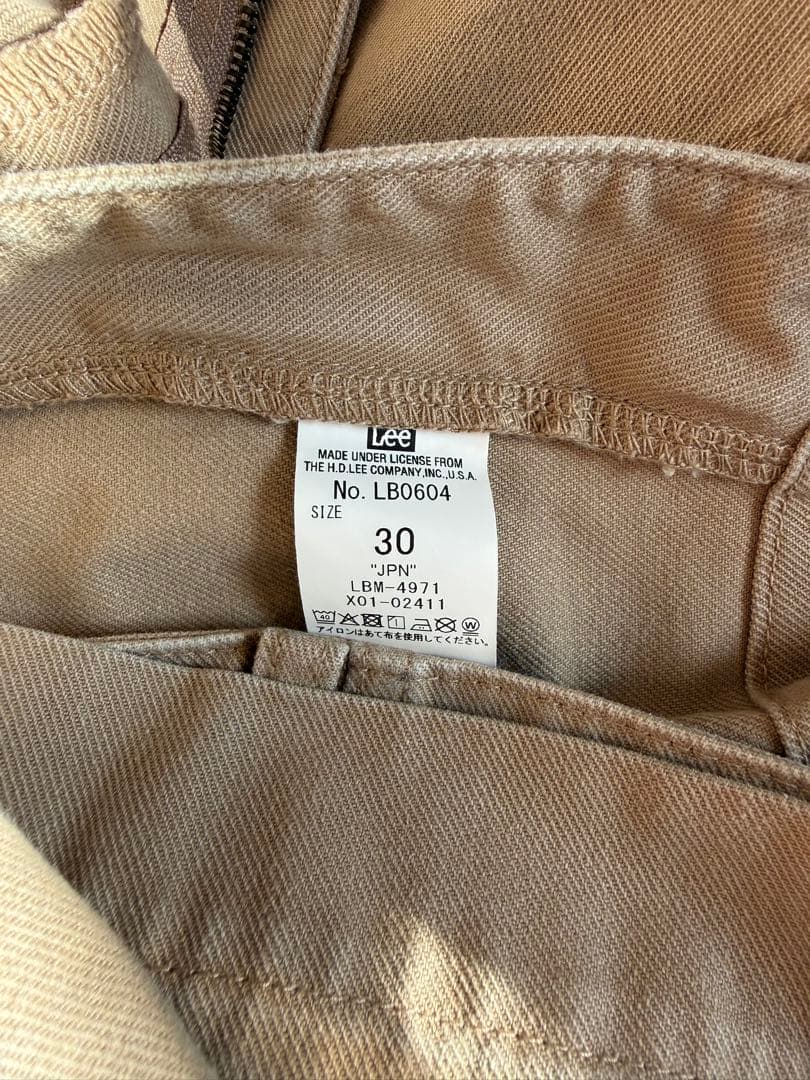 Lee
MADE UNDER LICENSE FROM
THE H.D.LEE COMPANY,INC.,U.S.A.
No. LB0604
SIZE
30
"JPN"
LBM-4971
X01-02411
40 W
アイロンはあて布を使用してください。